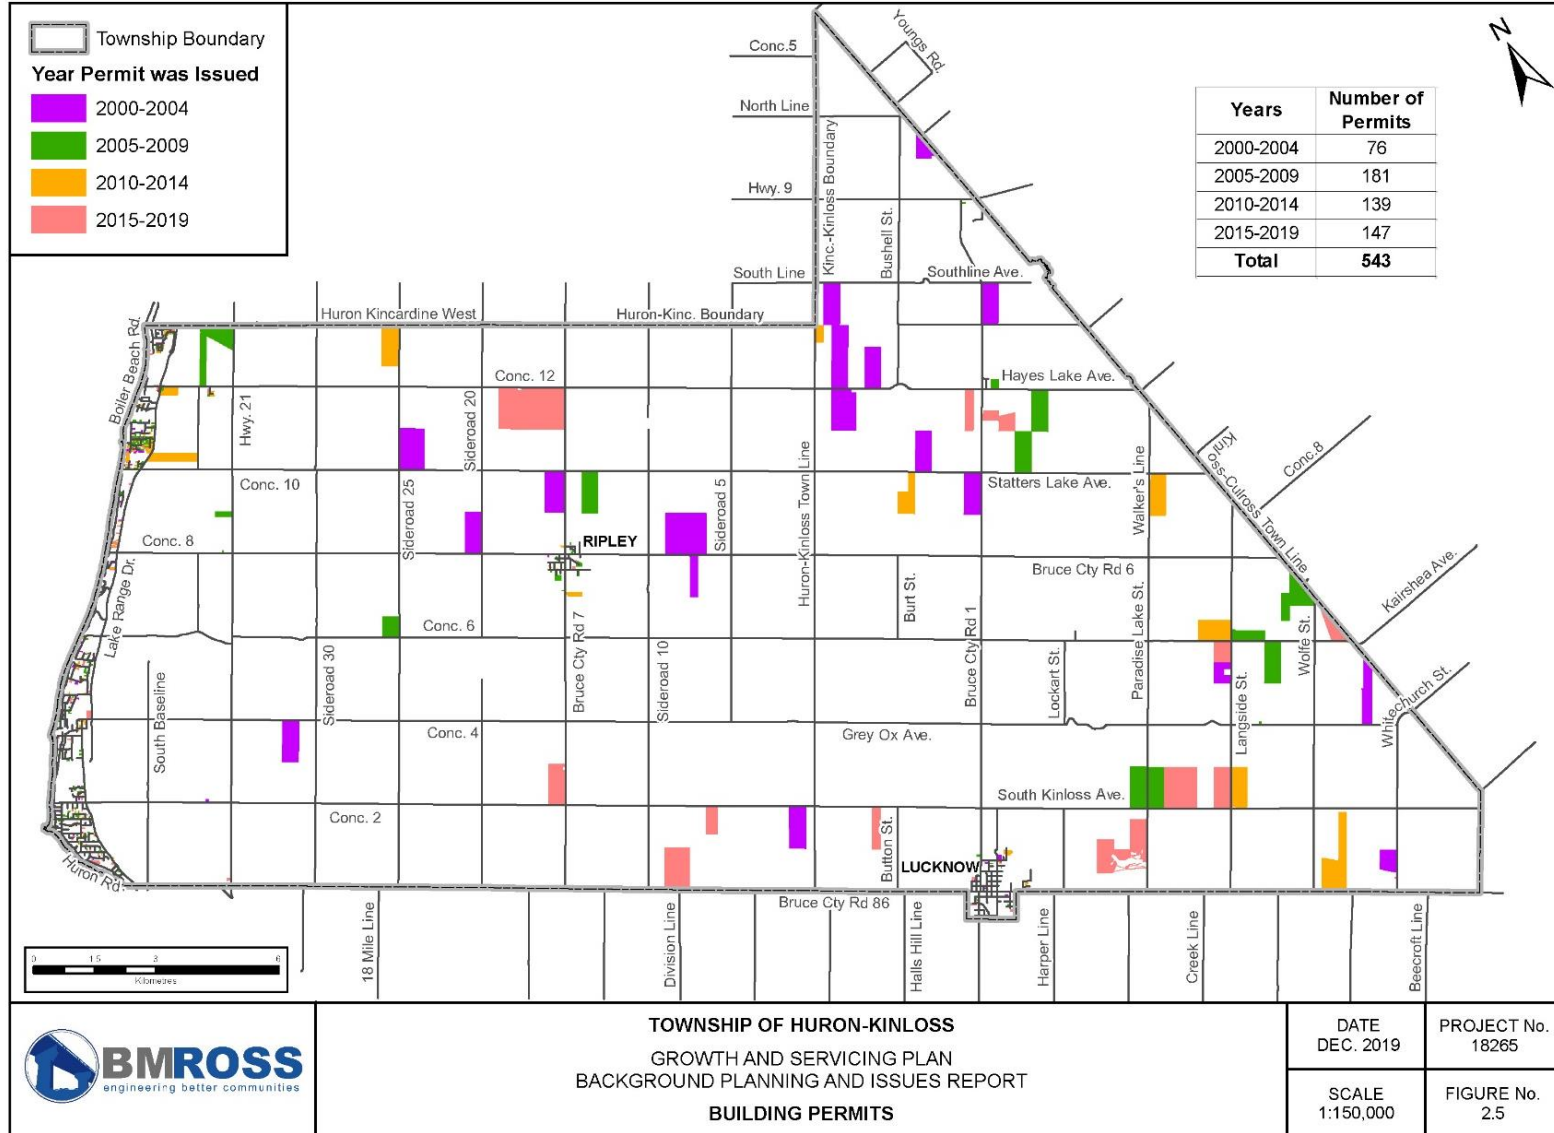 Township Boundary
Year Permit was Issued
2000-2004
2005-2009
2010-2014
2015-2019
N
Years Number of Permits
2000-2004 76
2005-2009 181
2010-2014 139
2015-2019 147
Total 543
Youngs Rd.
Conc.5
North Line
Hwy. 9
Kinc.-Kinloss Boundary
Bushell St.
South Line
Southline Ave.
Huron Kincardine West
Huron-Kinc. Boundary
Boiler Beach Rd.
Conc. 12
Hayes Lake Ave.
Hwy. 21
Sideroad 20
Conc. 10
Sideroad 25
Sideroad 5
Huron-Kinloss Town Line
Statters Lake Ave.
Walker's Line
Kinloss-Culross Town Line
Conc.8
Conc. 8
RIPLEY
Bruce Cty Rd 6
Kairshea Ave.
Lake Range Dr.
Conc. 6
Burt St.
Bruce Cty Rd 7
Bruce Cty Rd 1
Paradise Lake St.
Wolfe St.
South Baseline
Sideroad 30
Sideroad 10
Lockart St.
Langside St.
Whitechurch St.
Conc. 4
Grey Ox Ave.
South Kinloss Ave.
Conc. 2
Huron Rd.
Button St.
LUCKNOW
Bruce Cty Rd 86
18 Mile Line
Division Line
Halls Hill Line
Harper Line
Creek Line
Beecroft Line
0 1.5 3 6
Kilometres
BMROSS
engineering better communities
TOWNSHIP OF HURON-KINLOSS
GROWTH AND SERVICING PLAN
BACKGROUND PLANNING AND ISSUES REPORT
BUILDING PERMITS
DATE
DEC. 2019
PROJECT No.
18265
SCALE
1:150,000
FIGURE No.
2.5